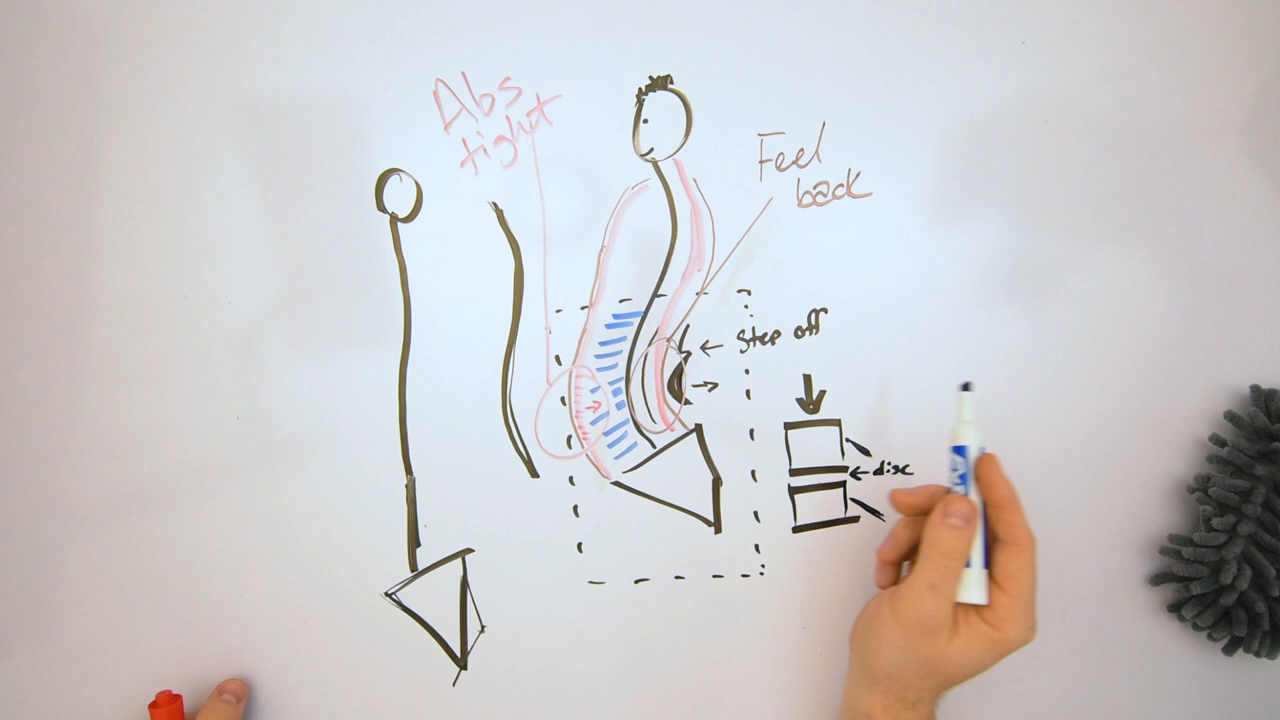 Abs
tight
Feel
back
← Step off
→
← disc